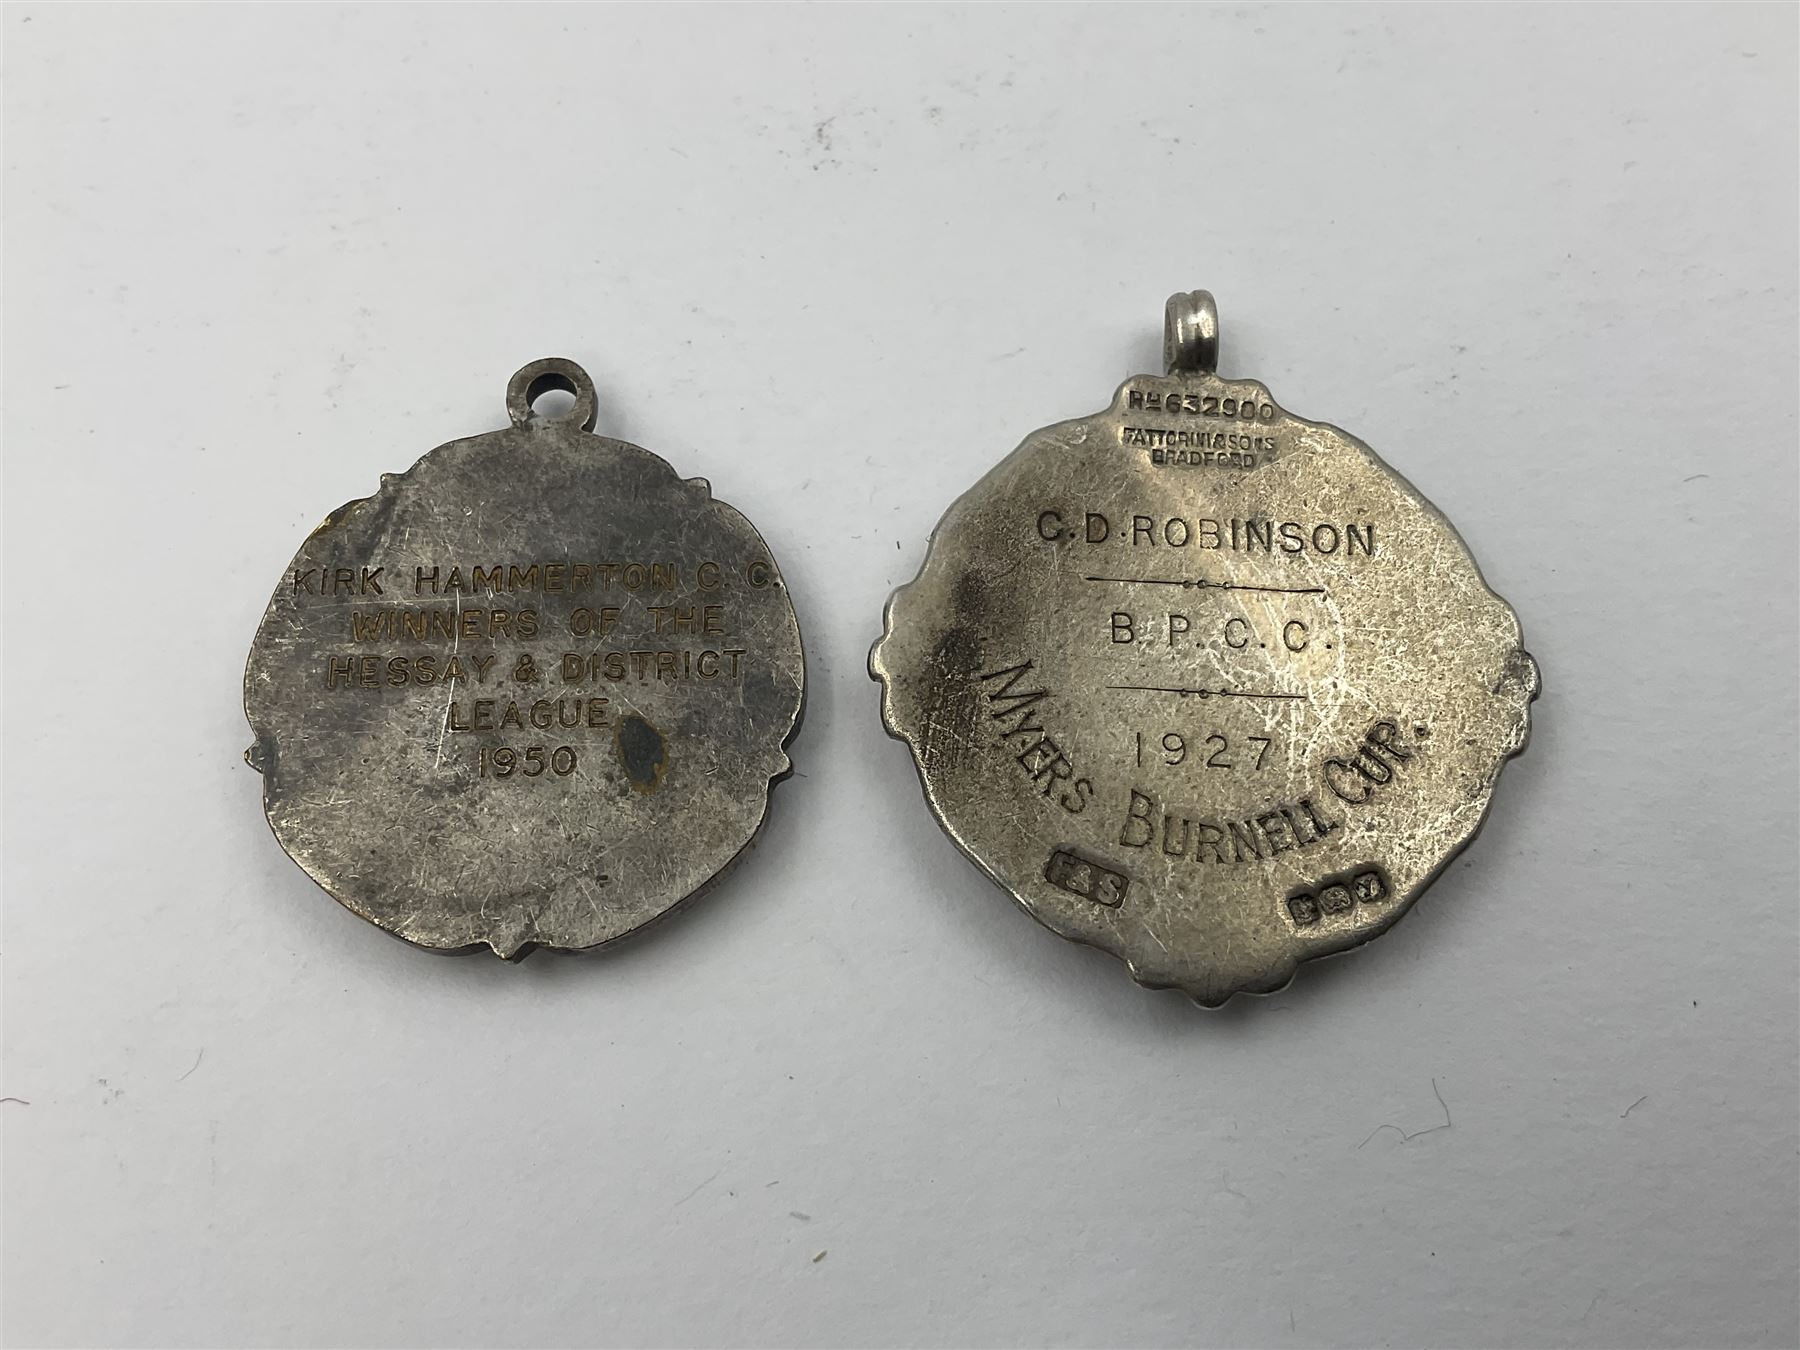 KIRK HAMMERTON C. C.
WINNERS OF THE
HESSAY & DISTRICT
LEAGUE
1950
Rd 632900
FATTORINI & SONS
BRADFORD
C.D. ROBINSON
B. P. C. C.
1927
MYERS BURNELL CUP.
F&S